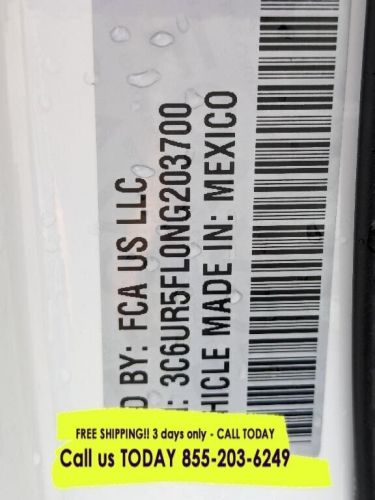 D BY: FCA US LLC
: 3C6UR5FL0NG203700
HICLE MADE IN: MEXICO
FREE SHIPPING!! 3 days only - CALL TODAY
Call us TODAY 855-203-6249